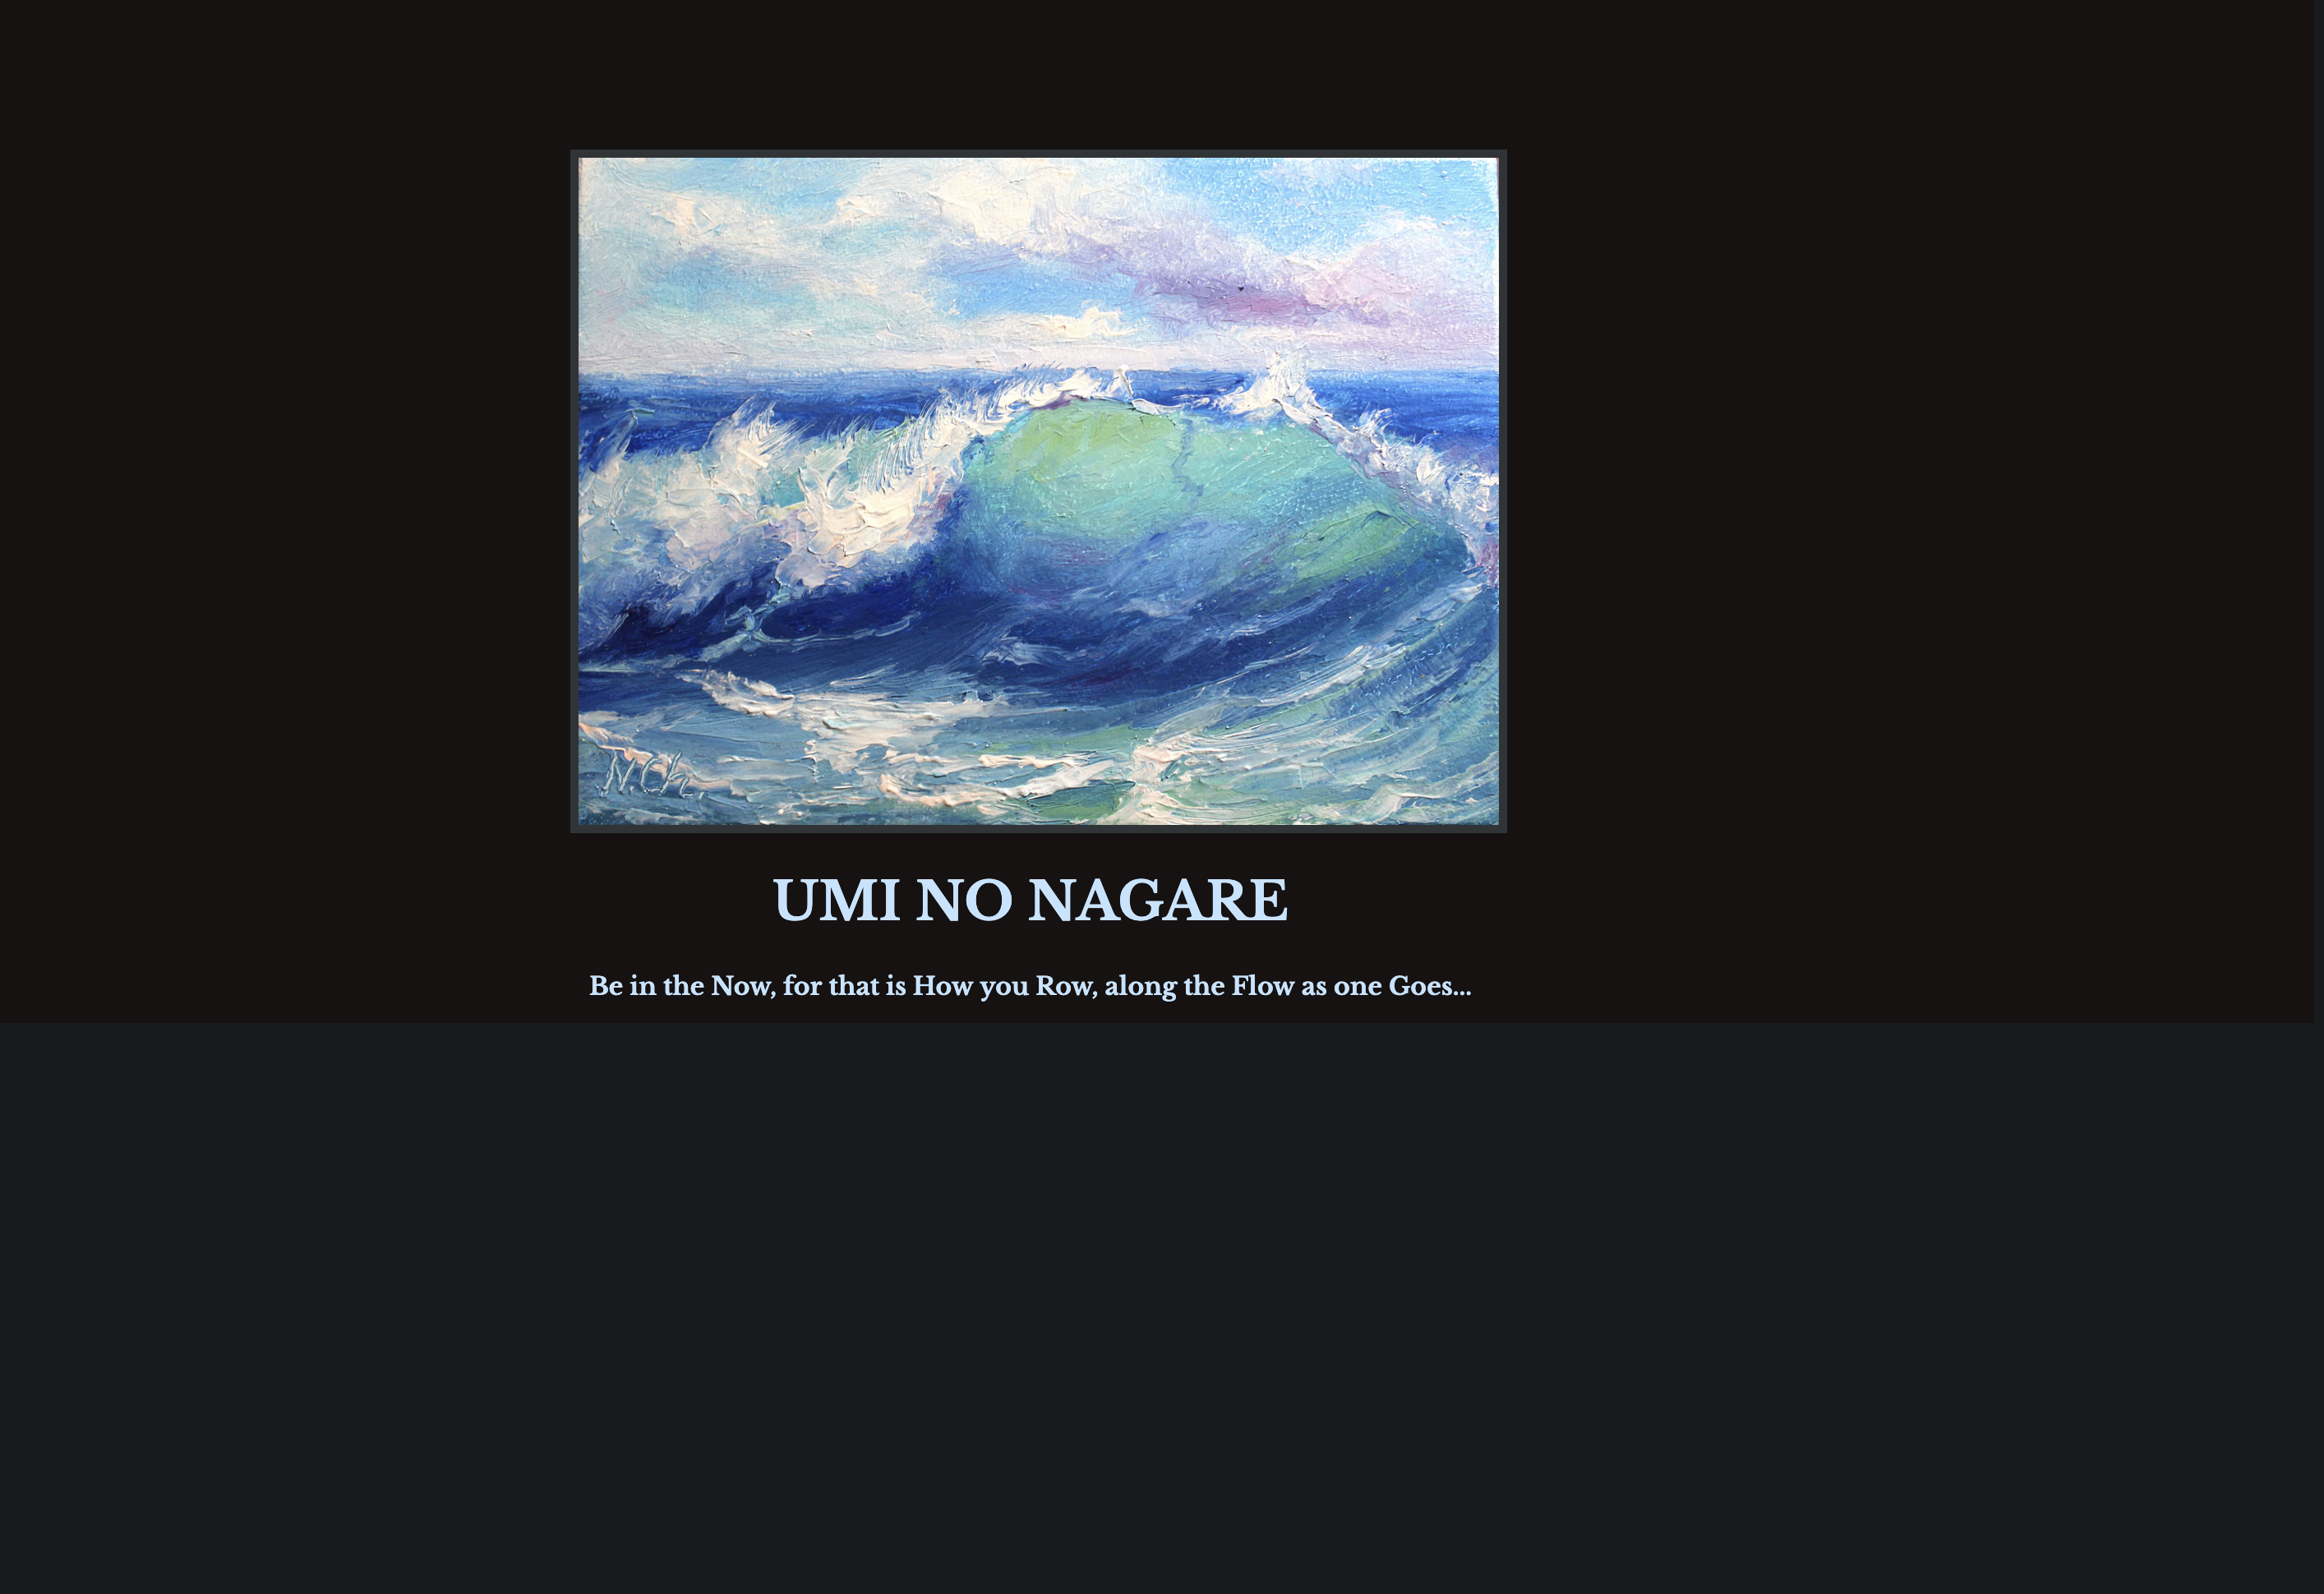 N.Ch.
UMI NO NAGARE
Be in the Now, for that is How you Row, along the Flow as one Goes...